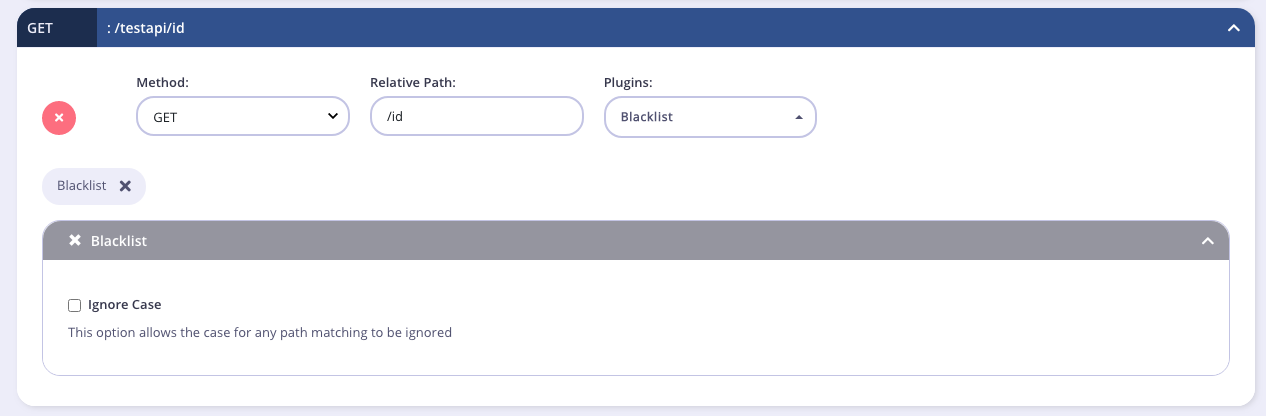 GET : /testapi/id
Method: Relative Path: Plugins:
GET /id Blacklist
Blacklist
Blacklist
Ignore Case
This option allows the case for any path matching to be ignored